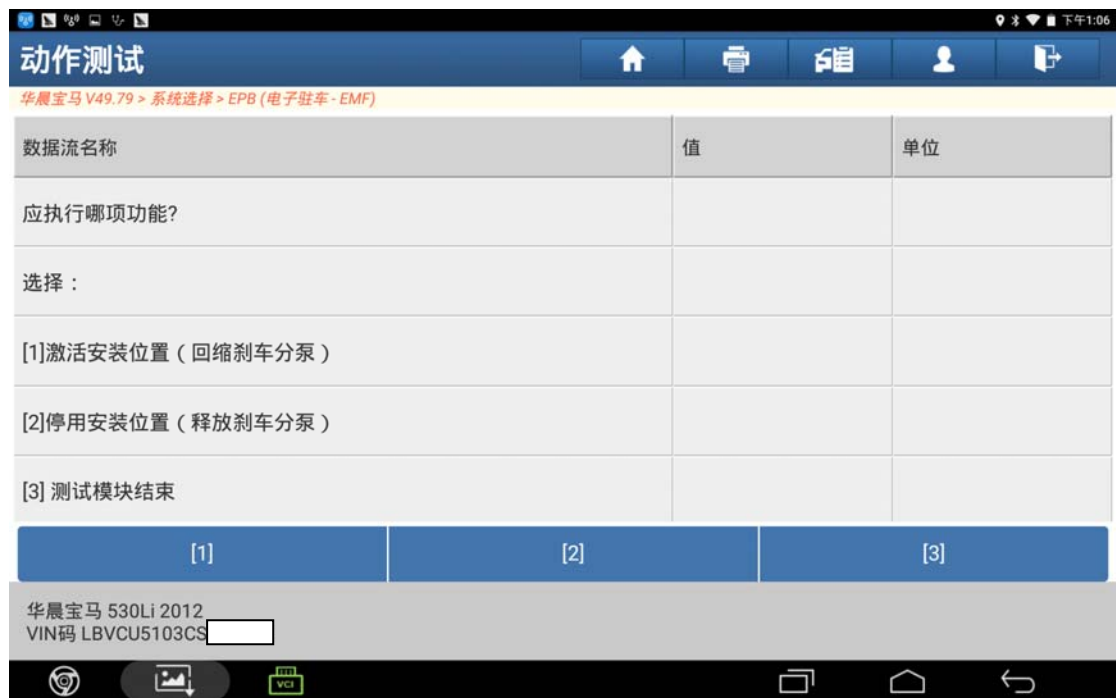 下午1:06
动作测试
华晨宝马 V49.79 > 系统选择 > EPB (电子驻车 - EMF)
数据流名称 值 单位
应执行哪项功能?
选择：
[1]激活安装位置（回缩刹车分泵）
[2]停用安装位置（释放刹车分泵）
[3] 测试模块结束
[1] [2] [3]
华晨宝马 530Li 2012
VIN码 LBVCU5103CS
VCI